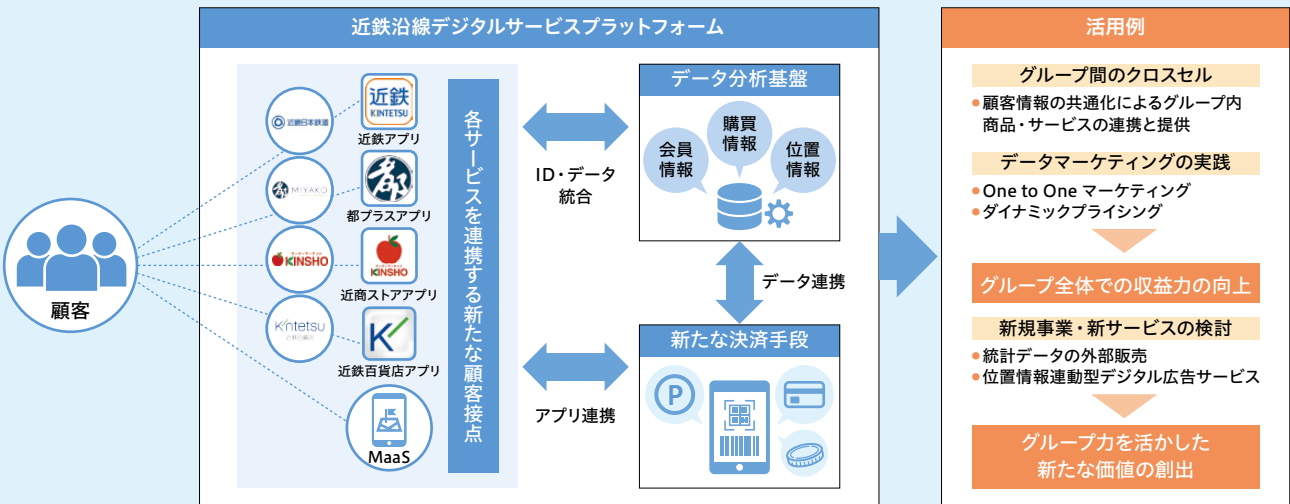 近鉄沿線デジタルサービスプラットフォーム
近畿日本鉄道
近鉄
KINTETSU
近鉄アプリ
都
MIYAKO
都
都プラスアプリ
KINSHO
KINSHO
近商ストアアプリ
Kintetsu
近鉄百貨店
K
近鉄百貨店アプリ
MaaS
顧客
各サービスを連携する新たな顧客接点
ID・データ
統合
アプリ連携
データ分析基盤
会員
情報
購買
情報
位置
情報
データ連携
新たな決済手段
P
活用例
グループ間のクロスセル
●顧客情報の共通化によるグループ内
商品・サービスの連携と提供
データマーケティングの実践
●One to One マーケティング
●ダイナミックプライシング
グループ全体での収益力の向上
新規事業・新サービスの検討
●統計データの外部販売
●位置情報連動型デジタル広告サービス
グループ力を活かした
新たな価値の創出